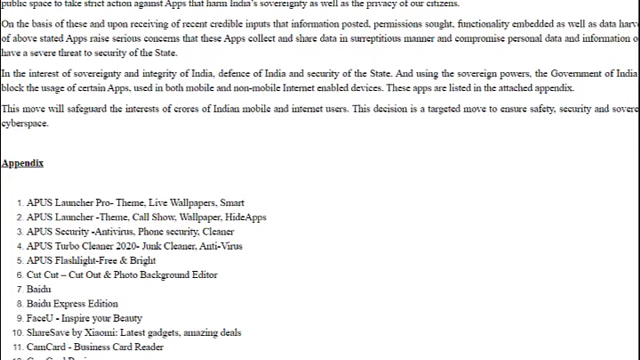 public space to take strict action against Apps that harm India's sovereignty as well as the privacy of our citizens.
On the basis of these and upon receiving of recent credible inputs that information posted, permissions sought, functionality embedded as well as data harv
of above stated Apps raise serious concerns that these Apps collect and share data in surreptitious manner and compromise personal data and information o
have a severe threat to security of the State.
In the interest of sovereignty and integrity of India, defence of India and security of the State. And using the sovereign powers, the Government of India
block the usage of certain Apps, used in both mobile and non-mobile Internet enabled devices. These apps are listed in the attached appendix.
This move will safeguard the interests of crores of Indian mobile and internet users. This decision is a targeted move to ensure safety, security and sovere
cyberspace.
Appendix
1. APUS Launcher Pro- Theme, Live Wallpapers, Smart
2. APUS Launcher -Theme, Call Show, Wallpaper, HideApps
3. APUS Security -Antivirus, Phone security, Cleaner
4. APUS Turbo Cleaner 2020- Junk Cleaner, Anti-Virus
5. APUS Flashlight-Free & Bright
6. Cut Cut – Cut Out & Photo Background Editor
7. Baidu
8. Baidu Express Edition
9. FaceU - Inspire your Beauty
10. ShareSave by Xiaomi: Latest gadgets, amazing deals
11. CamCard - Business Card Reader